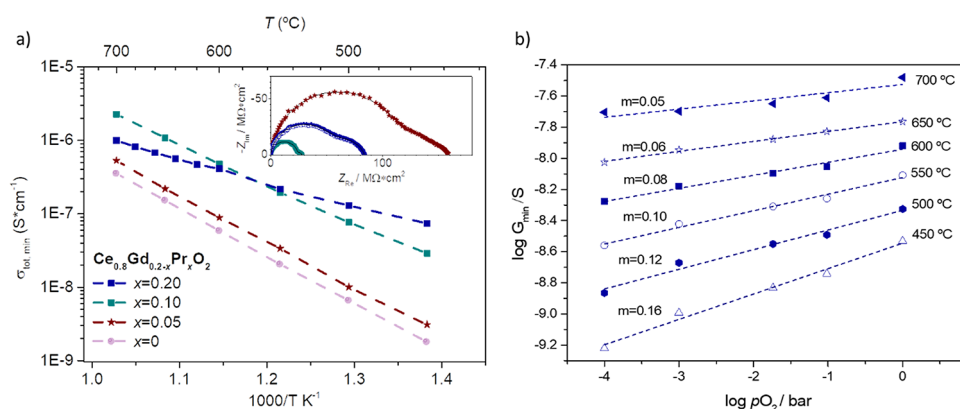 a)
T (°C)
700 600 500
1E-5
1E-6
1E-7
1E-8
1E-9
σtot. min (S*cm⁻¹)
-50
0
-ZIm / MΩ•cm2
0 100
ZRe / MΩ•cm2
Ce0.8Gd0.2-xPrxO2
x=0.20
x=0.10
x=0.05
x=0
1.0 1.1 1.2 1.3 1.4
1000/T K⁻¹
b)
-7.4
-7.6
-7.8
-8.0
-8.2
-8.4
-8.6
-8.8
-9.0
-9.2
log Gmin/S
700 ºC
m=0.05
650 ºC
m=0.06
600 ºC
m=0.08
550 ºC
m=0.10
500 ºC
m=0.12
450 ºC
m=0.16
-4 -3 -2 -1 0
log pO2/ bar